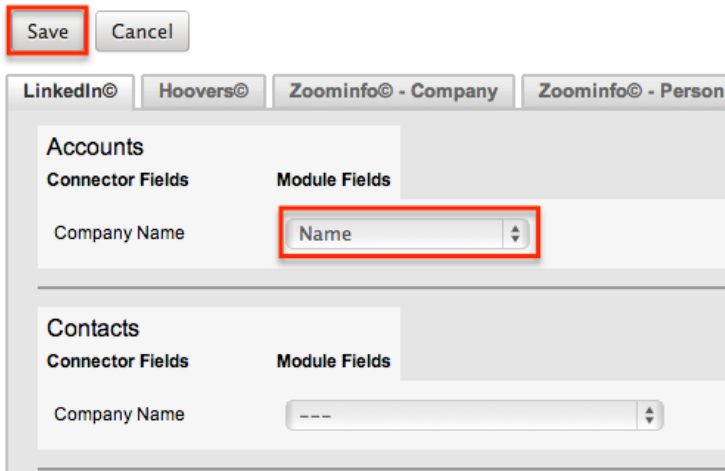 Save Cancel
LinkedIn© Hoovers© Zoominfo© - Company Zoominfo© - Person
Accounts
Connector Fields Module Fields
Company Name Name
Contacts
Connector Fields Module Fields
Company Name ---